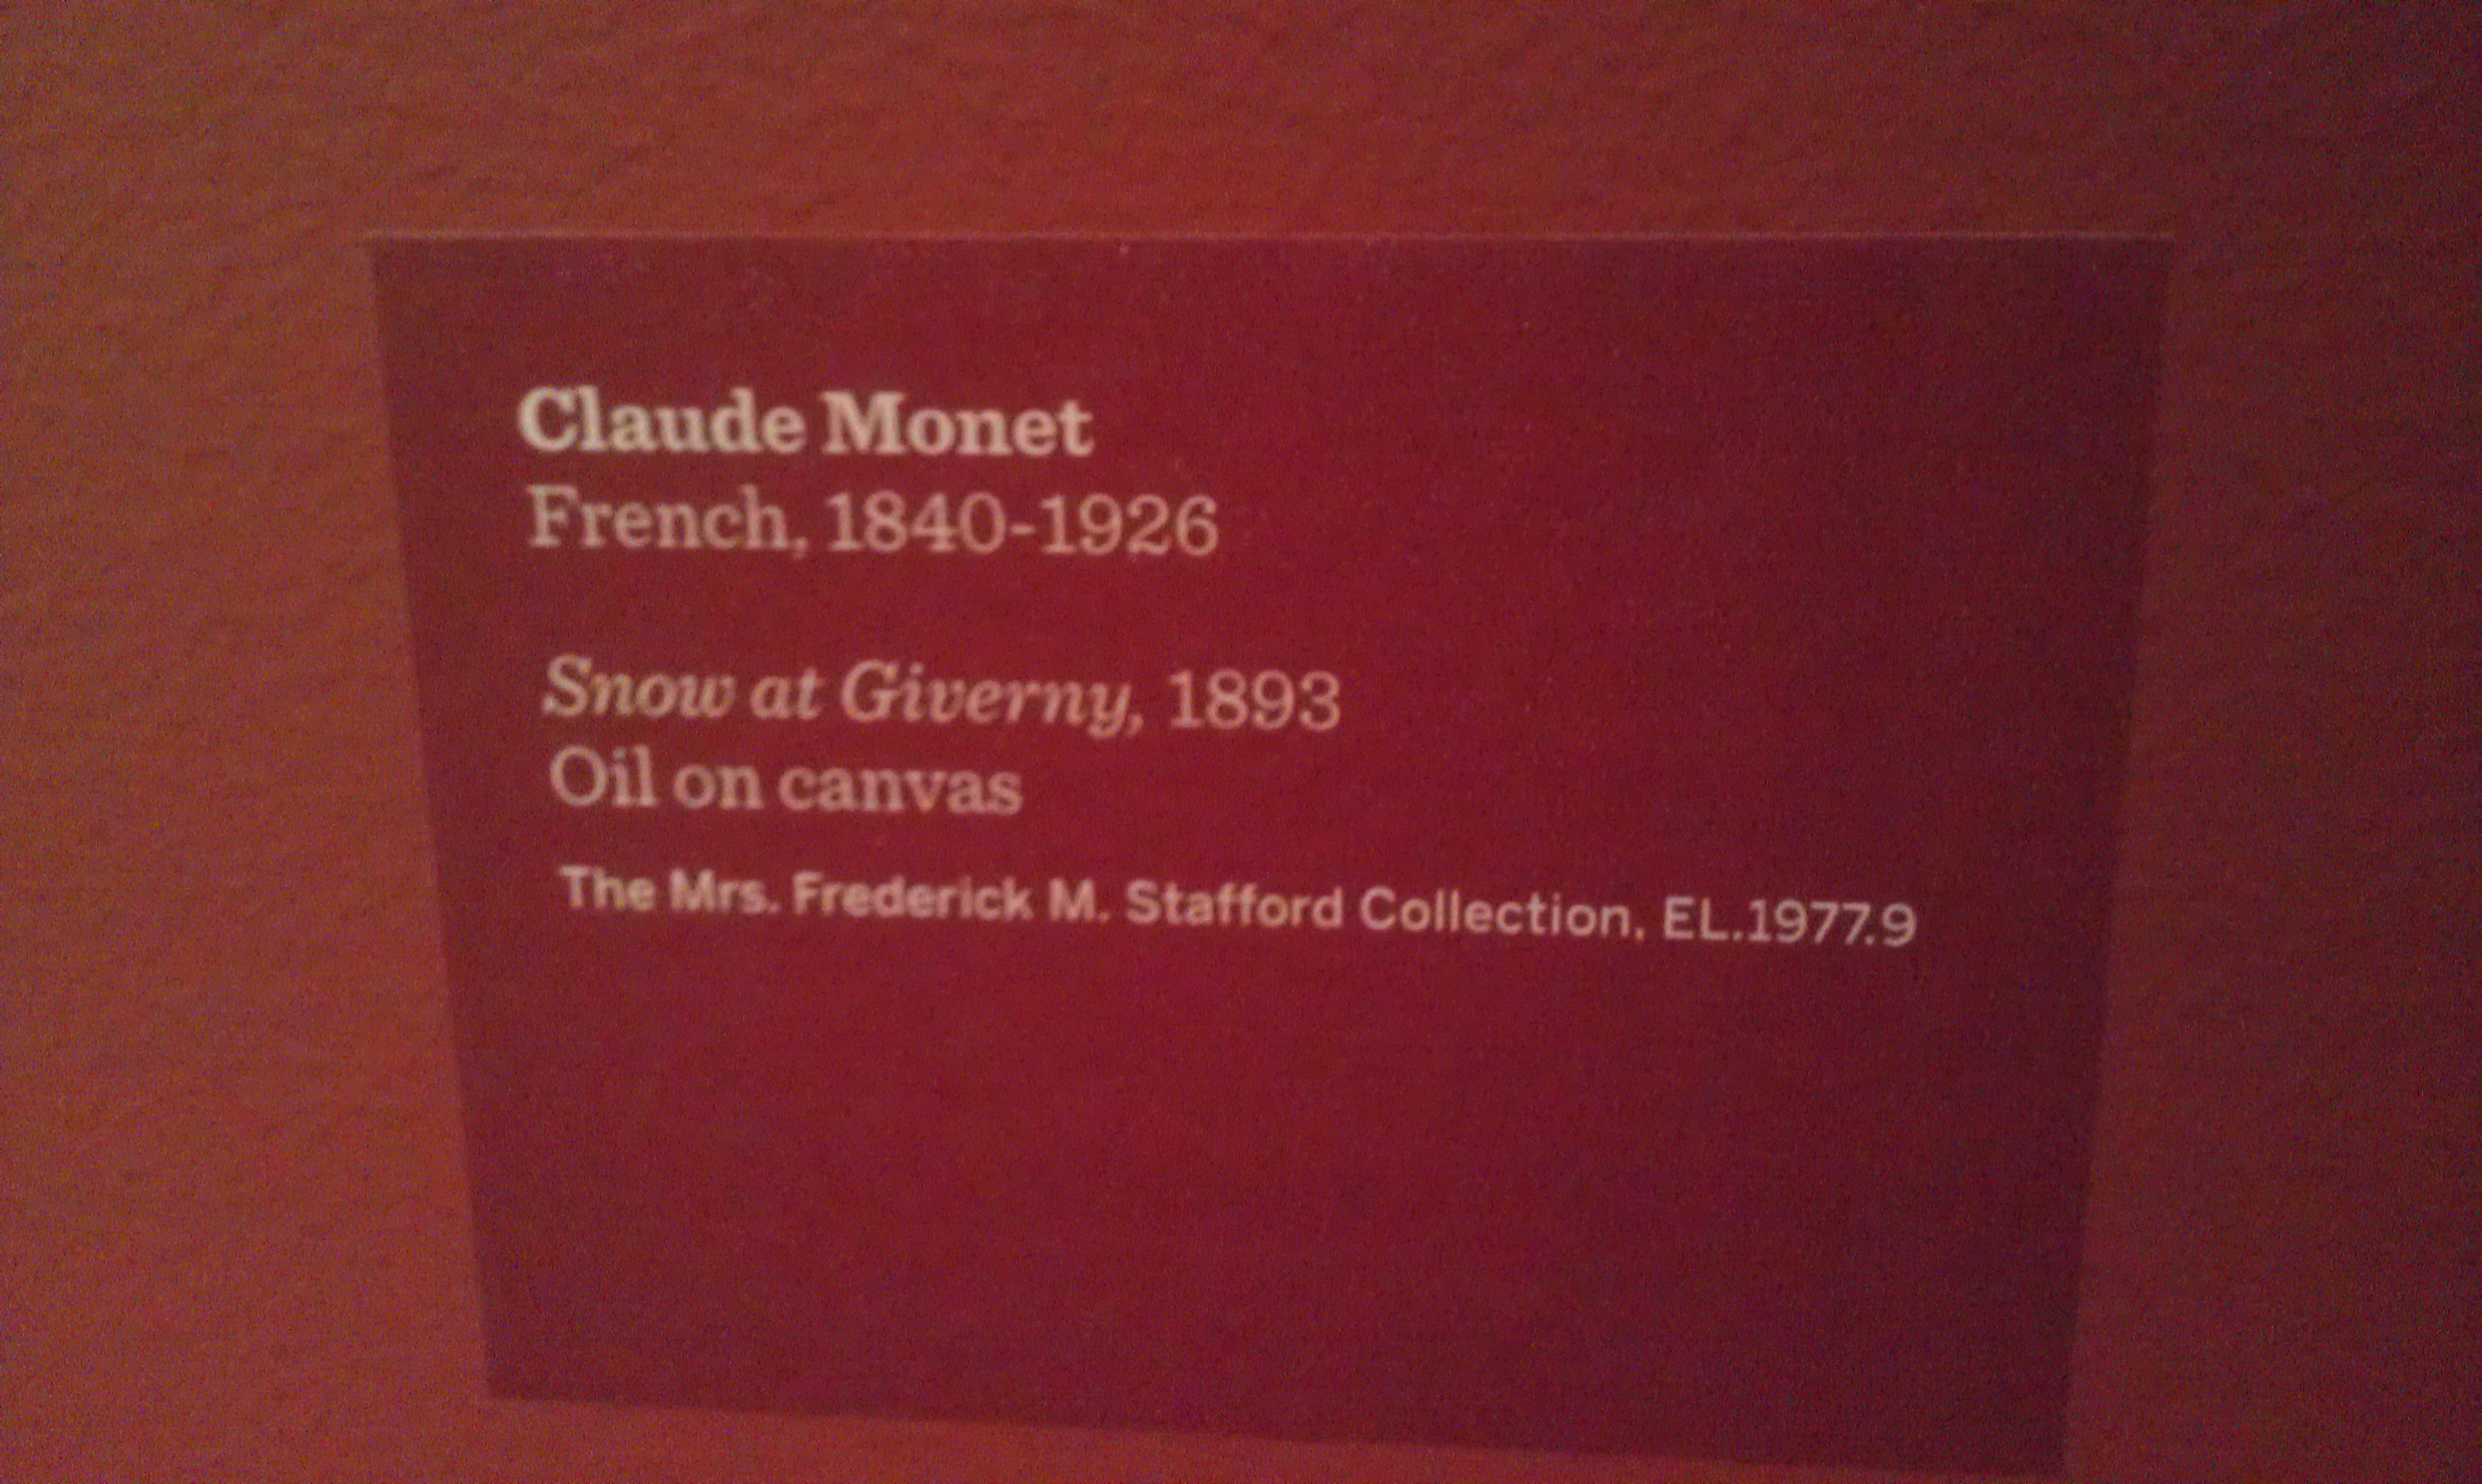 Claude Monet
French, 1840-1926
Snow at Giverny, 1893
Oil on canvas
The Mrs. Frederick M. Stafford Collection, EL.1977.9